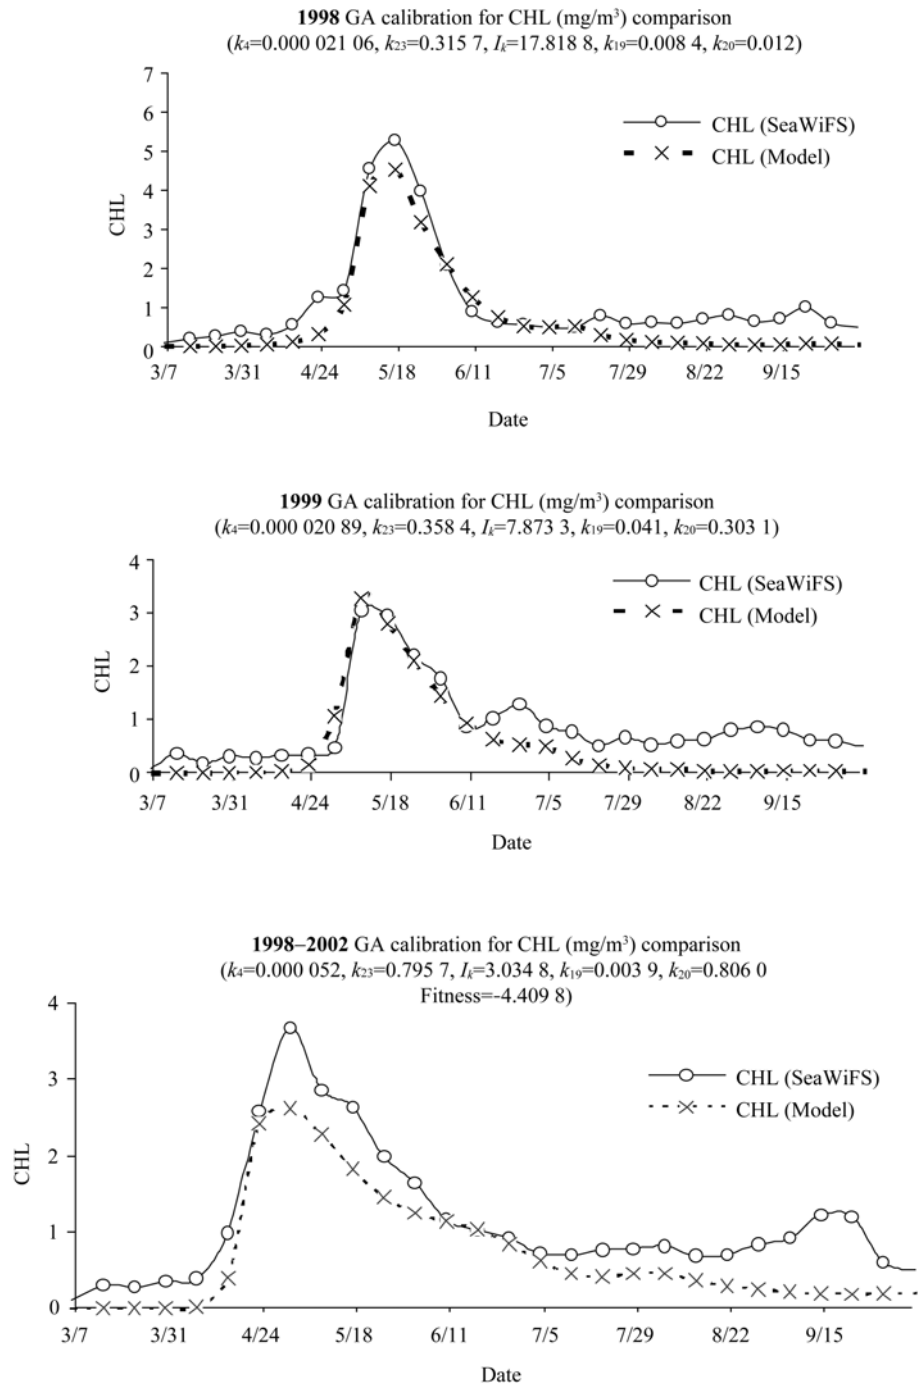 1998 GA calibration for CHL (mg/m³) comparison
(k₄=0.000 021 06, k₂₃=0.315 7, Iₖ=17.818 8, k₁₉=0.008 4, k₂₀=0.012)
7
6
5
4
3
2
1
0
CHL
CHL (SeaWiFS)
CHL (Model)
3/7 3/31 4/24 5/18 6/11 7/5 7/29 8/22 9/15
Date
1999 GA calibration for CHL (mg/m³) comparison
(k₄=0.000 020 89, k₂₃=0.358 4, Iₖ=7.873 3, k₁₉=0.041, k₂₀=0.303 1)
4
3
2
1
0
CHL
CHL (SeaWiFS)
CHL (Model)
3/7 3/31 4/24 5/18 6/11 7/5 7/29 8/22 9/15
Date
1998–2002 GA calibration for CHL (mg/m³) comparison
(k₄=0.000 052, k₂₃=0.795 7, Iₖ=3.034 8, k₁₉=0.003 9, k₂₀=0.806 0
Fitness=-4.409 8)
4
3
2
1
0
CHL
CHL (SeaWiFS)
CHL (Model)
3/7 3/31 4/24 5/18 6/11 7/5 7/29 8/22 9/15
Date